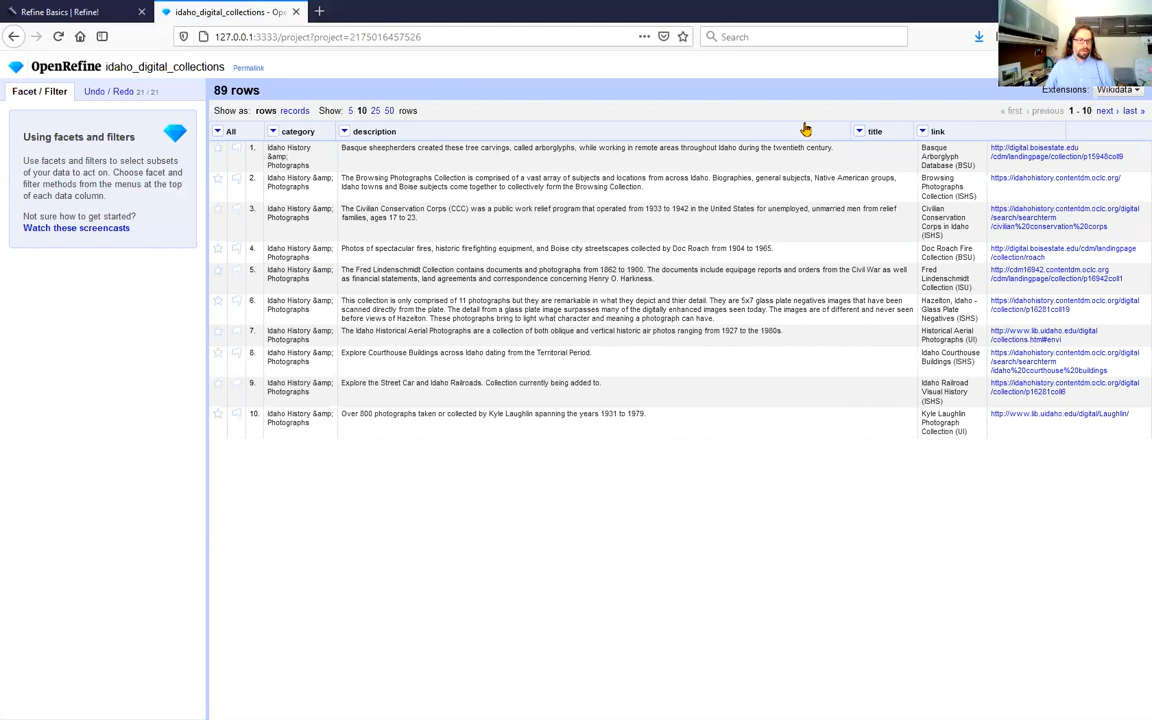 Refine Basics | Refine!
idaho_digital_collections - Ope
127.0.0.1:3333/project?project=2175016457526
Search
OpenRefine idaho_digital_collections Permalink
Facet / Filter Undo / Redo 21 / 21
89 rows
Extensions: Wikidata
Show as: rows records Show: 5 10 25 50 rows
« first ‹ previous 1 - 10 next › last »
All category description title link
Using facets and filters
Use facets and filters to select subsets
of your data to act on. Choose facet and
filter methods from the menus at the top
of each data column.
Not sure how to get started?
Watch these screencasts
1. Idaho History
&amp;
Photographs
Basque sheepherders created these tree carvings, called arborglyphs, while working in remote areas throughout Idaho during the twentieth century.
Basque
Arborglyph
Database (BSU)
http://digital.boisestate.edu
/cdm/landingpage/collection/p15948coll9
2. Idaho History &amp;
Photographs
The Browsing Photographs Collection is comprised of a vast array of subjects and locations from across Idaho. Biographies, general subjects, Native American groups,
Idaho towns and Boise subjects come together to collectively form the Browsing Collection.
Browsing
Photographs
Collection (ISHS)
https://idahohistory.contentdm.oclc.org/
3. Idaho History &amp;
Photographs
The Civilian Conservation Corps (CCC) was a public work relief program that operated from 1933 to 1942 in the United States for unemployed, unmarried men from relief
families, ages 17 to 23.
Civilian
Conservation
Corps in Idaho
(ISHS)
https://idahohistory.contentdm.oclc.org/digital
/search/searchterm
/civilian%20conservation%20corps
4. Idaho History &amp;
Photographs
Photos of spectacular fires, historic firefighting equipment, and Boise city streetscapes collected by Doc Roach from 1904 to 1965.
Doc Roach Fire
Collection (BSU)
http://digital.boisestate.edu/cdm/landingpage
/collection/roach
5. Idaho History &amp;
Photographs
The Fred Lindenschmidt Collection contains documents and photographs from 1862 to 1900. The documents include equipage reports and orders from the Civil War as well
as financial statements, land agreements and correspondence concerning Henry O. Harkness.
Fred
Lindenschmidt
Collection (ISU)
http://cdm16942.contentdm.oclc.org
/cdm/landingpage/collection/p16942coll1
6. Idaho History &amp;
Photographs
This collection is only comprised of 11 photographs but they are remarkable in what they depict and thier detail. They are 5x7 glass plate negatives images that have been
scanned directly from the plate. The detail from a glass plate image surpasses many of the digitally enhanced images seen today. The images are of different and never seen
before views of Hazelton. These photographs bring to light what character and meaning a photograph can have.
Hazelton, Idaho -
Glass Plate
Negatives (ISHS)
https://idahohistory.contentdm.oclc.org/digital
/collection/p16281coll19
7. Idaho History &amp;
Photographs
The Idaho Historical Aerial Photographs are a collection of both oblique and vertical historic air photos ranging from 1927 to the 1980s.
Historical Aerial
Photographs (UI)
http://www.lib.uidaho.edu/digital
/collections.html#envi
8. Idaho History &amp;
Photographs
Explore Courthouse Buildings across Idaho dating from the Territorial Period.
Idaho Courthouse
Buildings (ISHS)
https://idahohistory.contentdm.oclc.org/digital
/search/searchterm
/idaho%20courthouse%20buildings
9. Idaho History &amp;
Photographs
Explore the Street Car and Idaho Railroads. Collection currently being added to.
Idaho Railroad
Visual History
(ISHS)
https://idahohistory.contentdm.oclc.org/digital
/collection/p16281coll6
10. Idaho History &amp;
Photographs
Over 800 photographs taken or collected by Kyle Laughlin spanning the years 1931 to 1979.
Kyle Laughlin
Photograph
Collection (UI)
http://www.lib.uidaho.edu/digital/Laughlin/